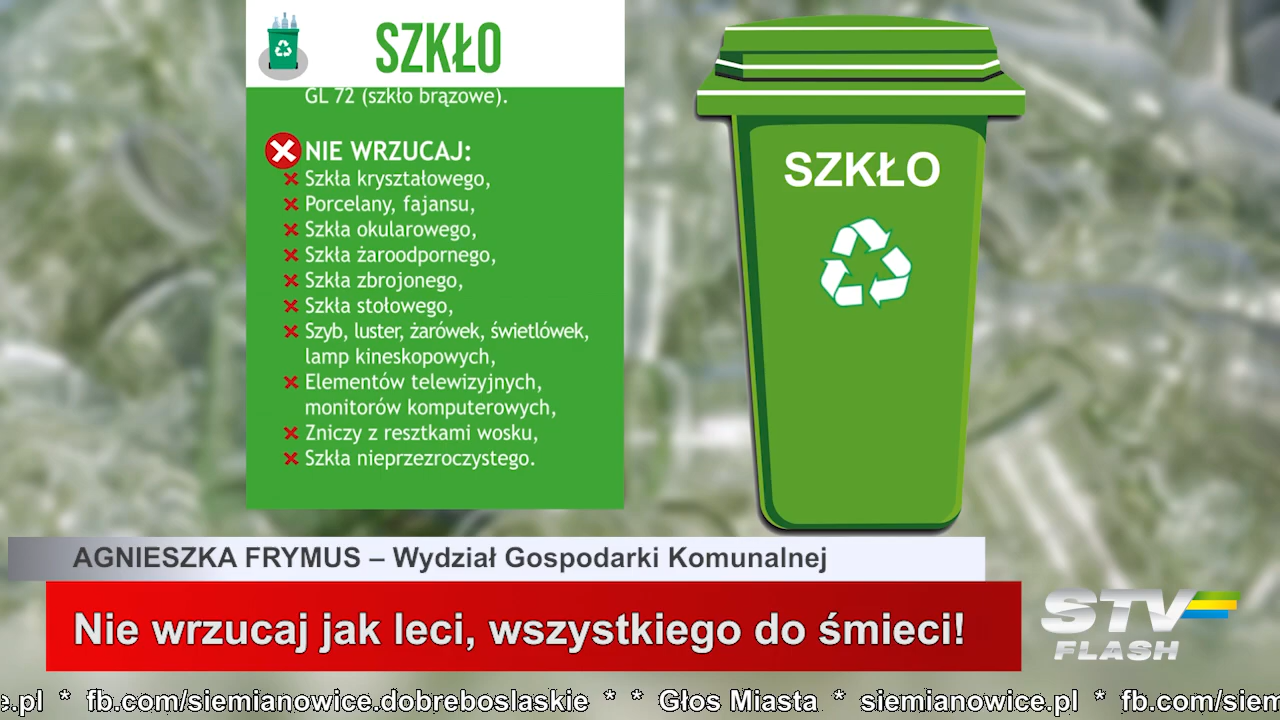 SZKŁO
GL 72 (szkło brązowe).
NIE WRZUCAJ:
Szkła kryształowego,
Porcelany, fajansu,
Szkła okularowego,
Szkła żaroodpornego,
Szkła zbrojonego,
Szkła stołowego,
Szyb, luster, żarówek, świetlówek,
lamp kineskopowych,
Elementów telewizyjnych,
monitorów komputerowych,
Zniczy z resztkami wosku,
Szkła nieprzezroczystego.
SZKŁO
AGNIESZKA FRYMUS – Wydział Gospodarki Komunalnej
Nie wrzucaj jak leci, wszystkiego do śmieci!
STV
FLASH
e.pl * fb.com/siemianowice.dobreboslaskie * * Głos Miasta * siemianowice.pl * fb.com/siem